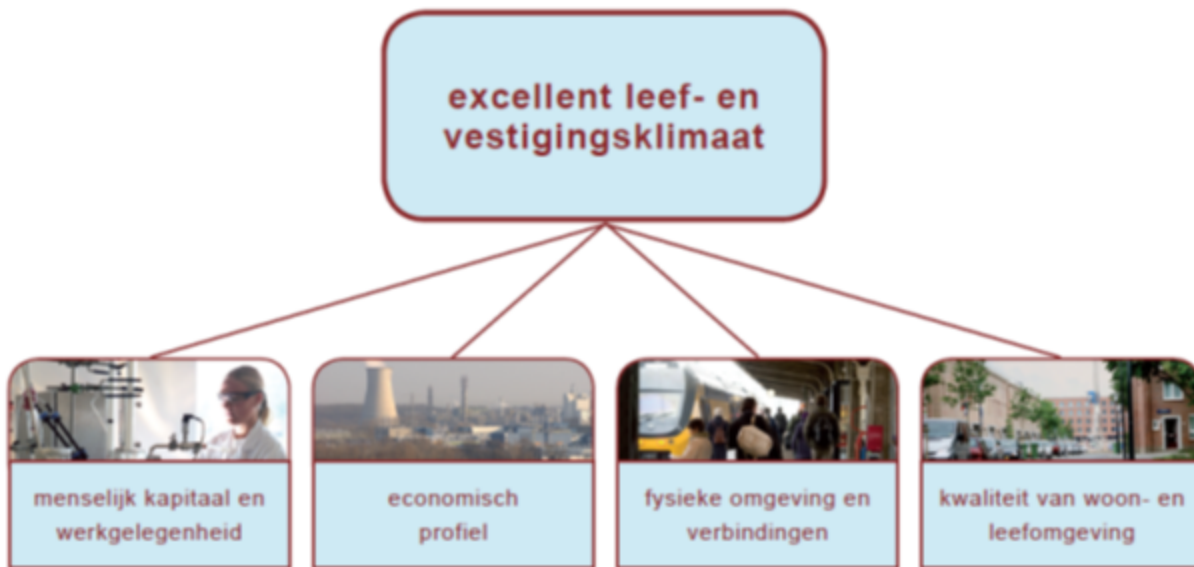 excellent leef- en
vestigingsklimaat
menselijk kapitaal en
werkgelegenheid
economisch
profiel
fysieke omgeving en
verbindingen
kwaliteit van woon- en
leefomgeving